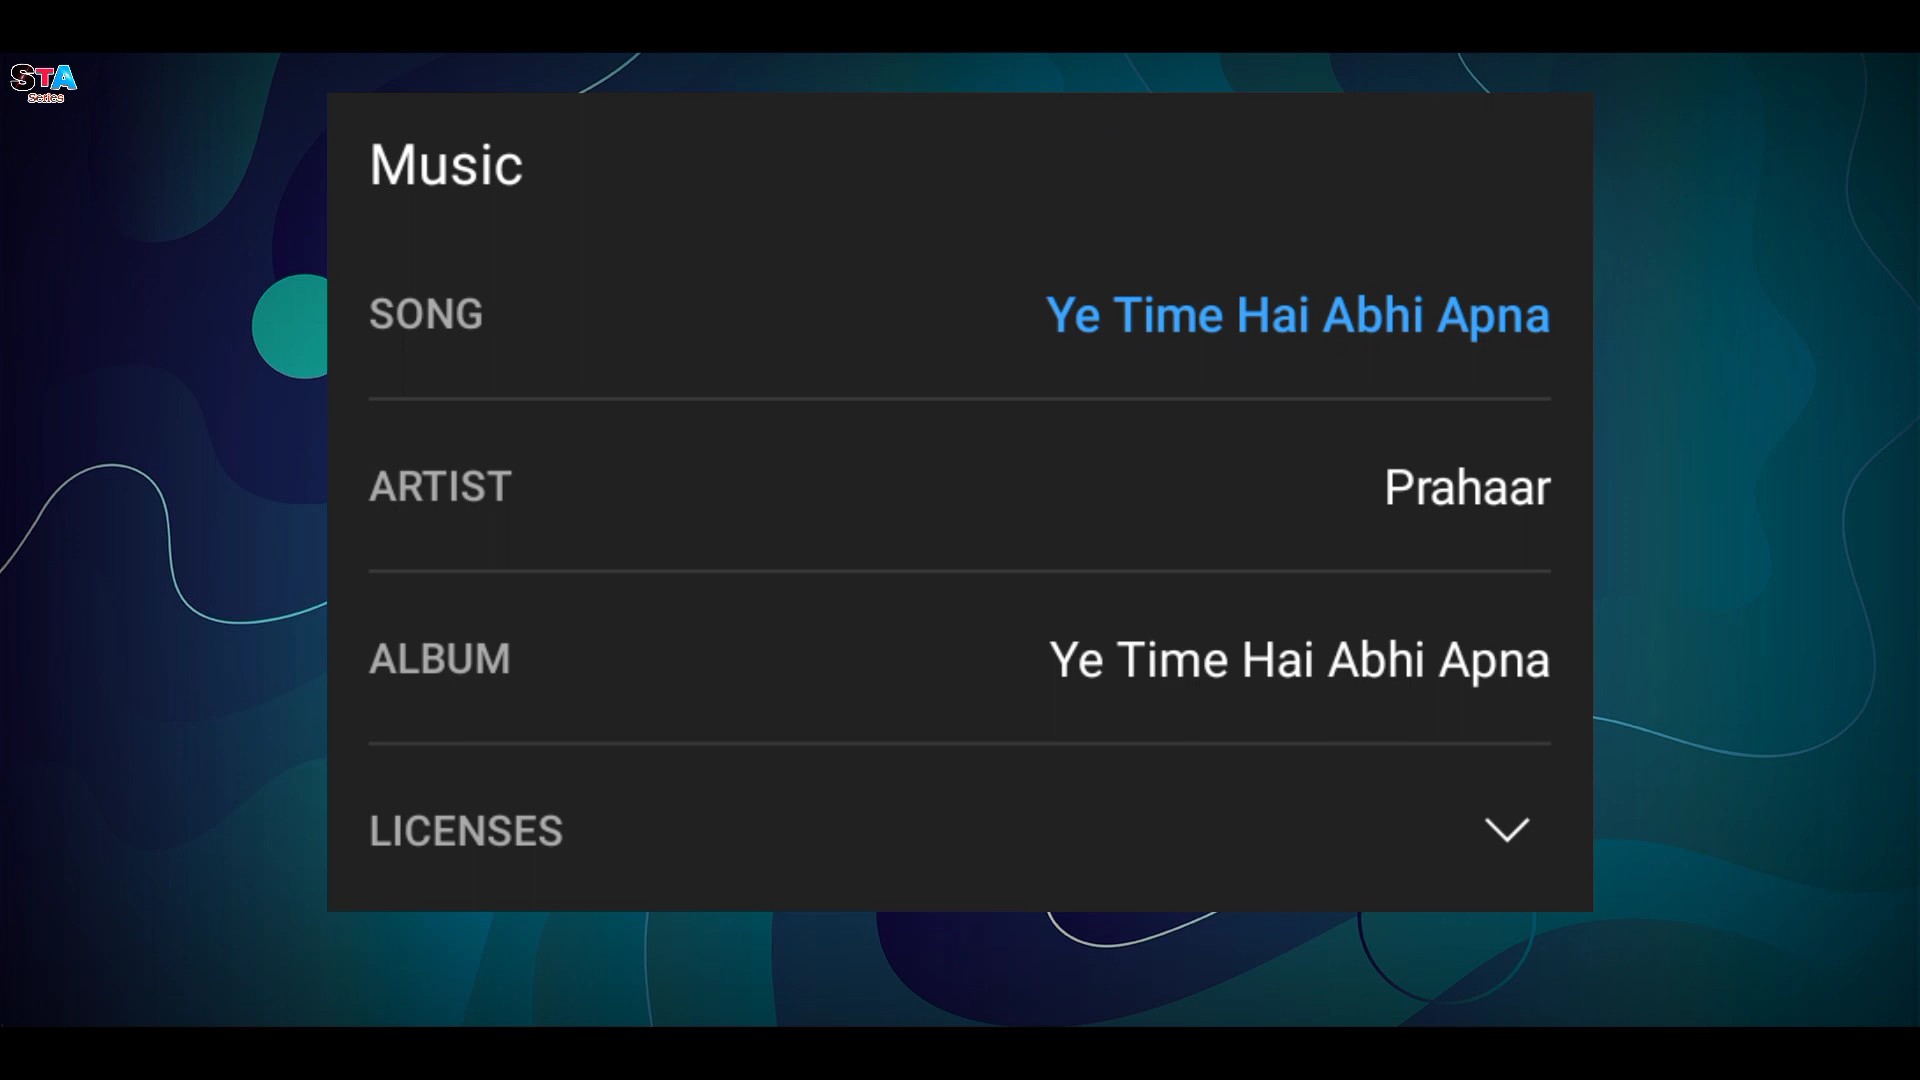 STA
Series
Music
SONG
Ye Time Hai Abhi Apna
ARTIST
Prahaar
ALBUM
Ye Time Hai Abhi Apna
LICENSES